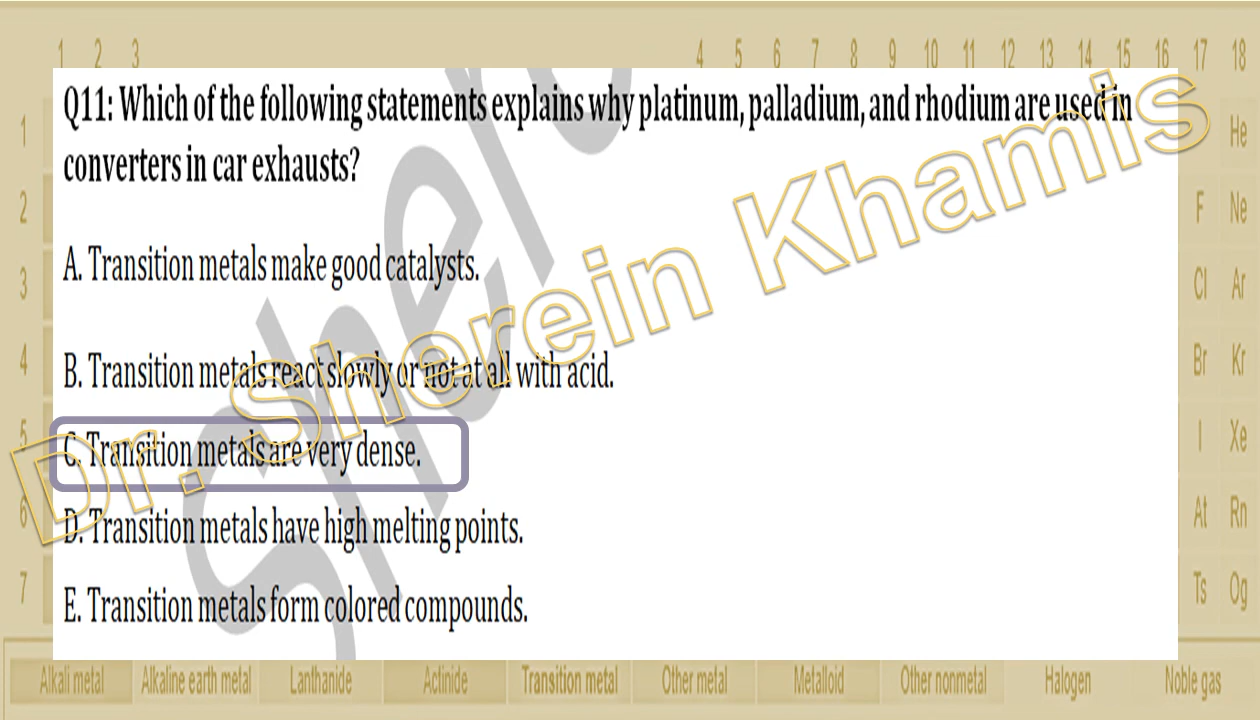 1 2 3 4 5 6 7 8 9 10 11 12 13 14 15 16 17 18
Q11: Which of the following statements explains why platinum, palladium, and rhodium are used in
converters in car exhausts?
1 He
2 F Ne
A. Transition metals make good catalysts.
3 Cl Ar
B. Transition metals react slowly or not at all with acid.
4 Br Kr
C. Transition metals are very dense.
5 I Xe
D. Transition metals have high melting points.
6 At Rn
E. Transition metals form colored compounds.
7 Ts Og
Dr. Sherein Khamis
Alkali metal Alkaline earth metal Lanthanide Actinide Transition metal Other metal Metalloid Other nonmetal Halogen Noble gas